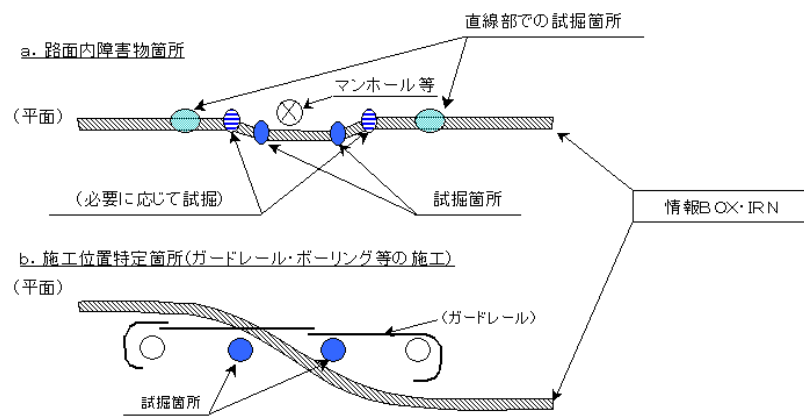 直線部での試掘箇所
a. 路面内障害物箇所
マンホール等
(平面)
(必要に応じて試掘)
試掘箇所
情報BOX・IRN
b. 施工位置特定箇所(ガードレール・ボーリング等の施工)
(平面)
(ガードレール)
試掘箇所